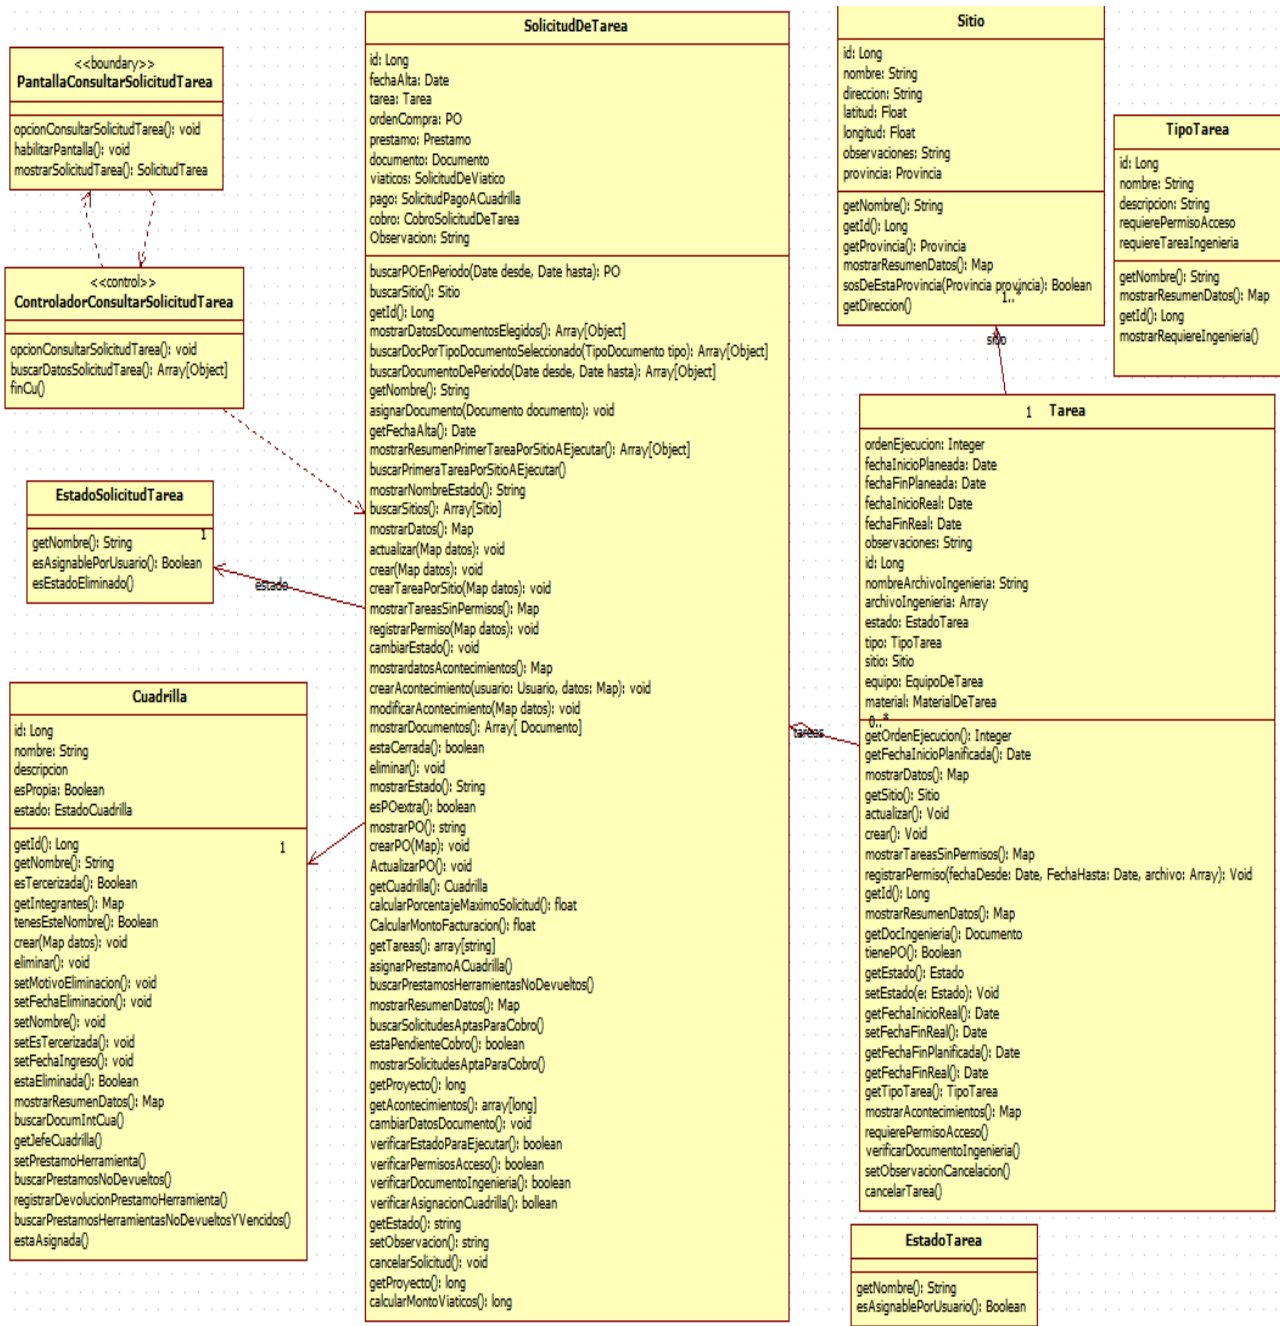 <<boundary>>
PantallaConsultarSolicitudTarea
opcionConsultarSolicitudTarea(): void
habilitarPantalla(): void
mostrarSolicitudTarea(): SolicitudTarea
<<control>>
ControladorConsultarSolicitudTarea
opcionConsultarSolicitudTarea(): void
buscarDatosSolicitudTarea(): Array[Object]
finCu()
EstadoSolicitudTarea
getNombre(): String
1
esAsignablePorUsuario(): Boolean
esEstadoEliminado()
estado
Cuadrilla
id: Long
nombre: String
descripcion
esPropia: Boolean
estado: EstadoCuadrilla
getId(): Long
1
getNombre(): String
esTercerizada(): Boolean
getIntegrantes(): Map
tenesEsteNombre(): Boolean
crear(Map datos): void
eliminar(): void
setMotivoEliminacion(): void
setFechaEliminacion(): void
setNombre(): void
setEsTercerizada(): void
setFechaIngreso(): void
estaEliminada(): Boolean
mostrarResumenDatos(): Map
buscarDocumIntCua()
getJefeCuadrilla()
setPrestamoHerramienta()
buscarPrestamosNoDevueltos()
registrarDevolucionPrestamoHerramienta()
buscarPrestamosHerramientasNoDevueltosYVencidos()
estaAsignada()
SolicitudDeTarea
id: Long
fechaAlta: Date
tarea: Tarea
ordenCompra: PO
prestamo: Prestamo
documento: Documento
viaticos: SolicitudDeViatico
pago: SolicitudPagoACuadrilla
cobro: CobroSolicitudDeTarea
Observacion: String
buscarPOEnPeriodo(Date desde, Date hasta): PO
buscarSitio(): Sitio
getId(): Long
mostrarDatosDocumentosElegidos(): Array[Object]
buscarDocPorTipoDocumentoSeleccionado(TipoDocumento tipo): Array[Object]
buscarDocumentoDePeriodo(Date desde, Date hasta): Array[Object]
getNombre(): String
asignarDocumento(Documento documento): void
getFechaAlta(): Date
mostrarResumenPrimerTareaPorSitioAEjecutar(): Array[Object]
buscarPrimeraTareaPorSitioAEjecutar()
mostrarNombreEstado(): String
buscarSitios(): Array[Sitio]
mostrarDatos(): Map
actualizar(Map datos): void
crear(Map datos): void
crearTareaPorSitio(Map datos): void
mostrarTareasSinPermisos(): Map
registrarPermiso(Map datos): void
cambiarEstado(): void
mostrardatosAcontecimientos(): Map
crearAcontecimiento(usuario: Usuario, datos: Map): void
modificarAcontecimiento(Map datos): void
mostrarDocumentos(): Array[ Documento]
estaCerrada(): boolean
eliminar(): void
mostrarEstado(): String
esPOextra(): boolean
mostrarPO(): string
crearPO(Map): void
ActualizarPO(): void
getCuadrilla(): Cuadrilla
calcularPorcentajeMaximoSolicitud(): float
CalcularMontoFacturacion(): float
getTareas(): array[string]
asignarPrestamoACuadrilla()
buscarPrestamosHerramientasNoDevueltos()
mostrarResumenDatos(): Map
buscarSolicitudesAptasParaCobro()
estaPendienteCobro(): boolean
mostrarSolicitudesAptaParaCobro()
getProyecto(): long
getAcontecimientos(): array[long]
cambiarDatosDocumento(): void
verificarEstadoParaEjecutar(): boolean
verificarPermisosAcceso(): boolean
verificarDocumentoIngenieria(): boolean
verificarAsignacionCuadrilla(): bollean
getEstado(): string
setObservacion(): string
cancelarSolicitud(): void
getProyecto(): long
calcularMontoViaticos(): long
Sitio
id: Long
nombre: String
direccion: String
latitud: Float
longitud: Float
observaciones: String
provincia: Provincia
getNombre(): String
getId(): Long
getProvincia(): Provincia
mostrarResumenDatos(): Map
sosDeEstaProvincia(Provincia provincia): Boolean
1..*
getDireccion()
sitio
TipoTarea
id: Long
nombre: String
descripcion: String
requierePermisoAcceso
requiereTareaIngenieria
getNombre(): String
mostrarResumenDatos(): Map
getId(): Long
mostrarRequiereIngenieria()
1 Tarea
ordenEjecucion: Integer
fechaInicioPlaneada: Date
fechaFinPlaneada: Date
fechaInicioReal: Date
fechaFinReal: Date
observaciones: String
id: Long
nombreArchivoIngenieria: String
archivoIngenieria: Array
estado: EstadoTarea
tipo: TipoTarea
sitio: Sitio
equipo: EquipoDeTarea
material: MaterialDeTarea
0..*
tareas
getOrdenEjecucion(): Integer
getFechaInicioPlanificada(): Date
mostrarDatos(): Map
getSitio(): Sitio
actualizar(): Void
crear(): Void
mostrarTareasSinPermisos(): Map
registrarPermiso(fechaDesde: Date, FechaHasta: Date, archivo: Array): Void
getId(): Long
mostrarResumenDatos(): Map
getDocIngenieria(): Documento
tienePO(): Boolean
getEstado(): Estado
setEstado(e: Estado): Void
getFechaInicioReal(): Date
setFechaFinReal(): Date
getFechaFinPlanificada(): Date
getFechaFinReal(): Date
getTipoTarea(): TipoTarea
mostrarAcontecimientos(): Map
requierePermisoAcceso()
verificarDocumentoIngenieria()
setObservacionCancelacion()
cancelarTarea()
EstadoTarea
getNombre(): String
esAsignablePorUsuario(): Boolean